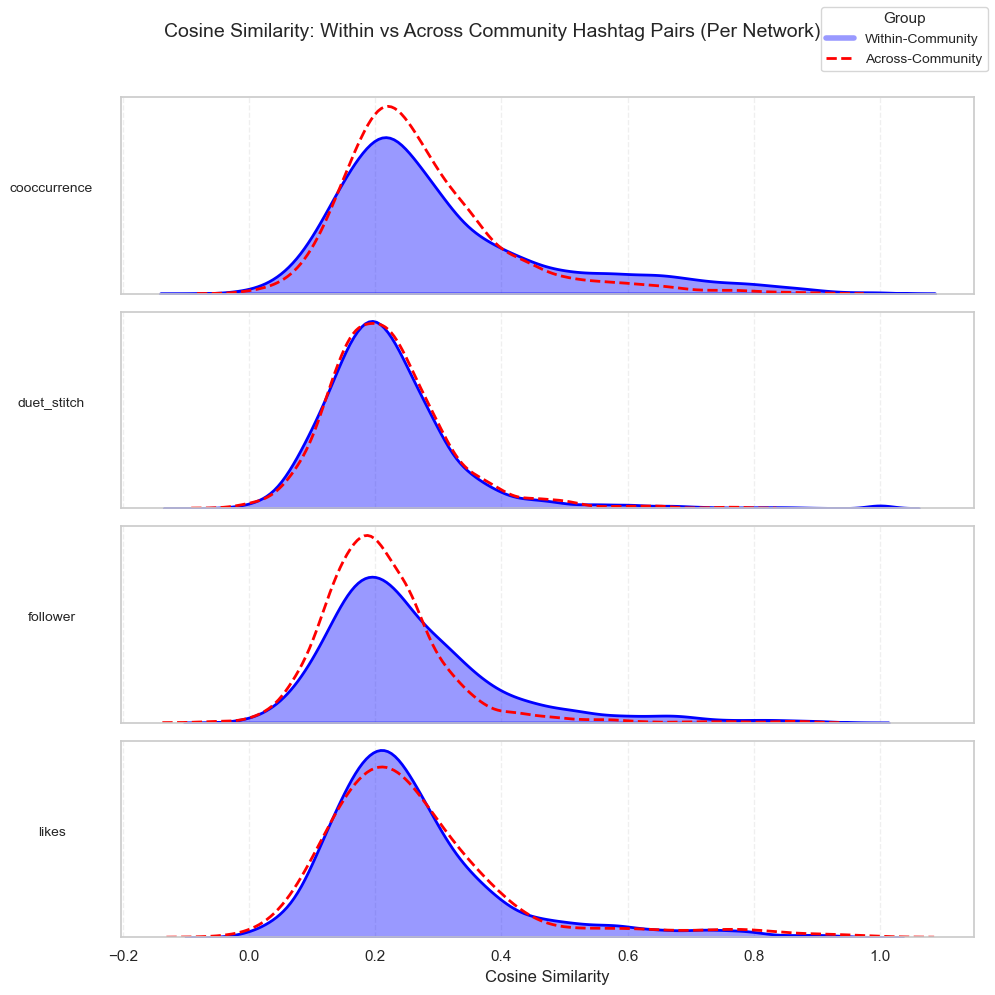 Cosine Similarity: Within vs Across Community Hashtag Pairs (Per Network)
Group
Within-Community
Across-Community
cooccurrence
duet_stitch
follower
likes
−0.2 0.0 0.2 0.4 0.6 0.8 1.0
Cosine Similarity